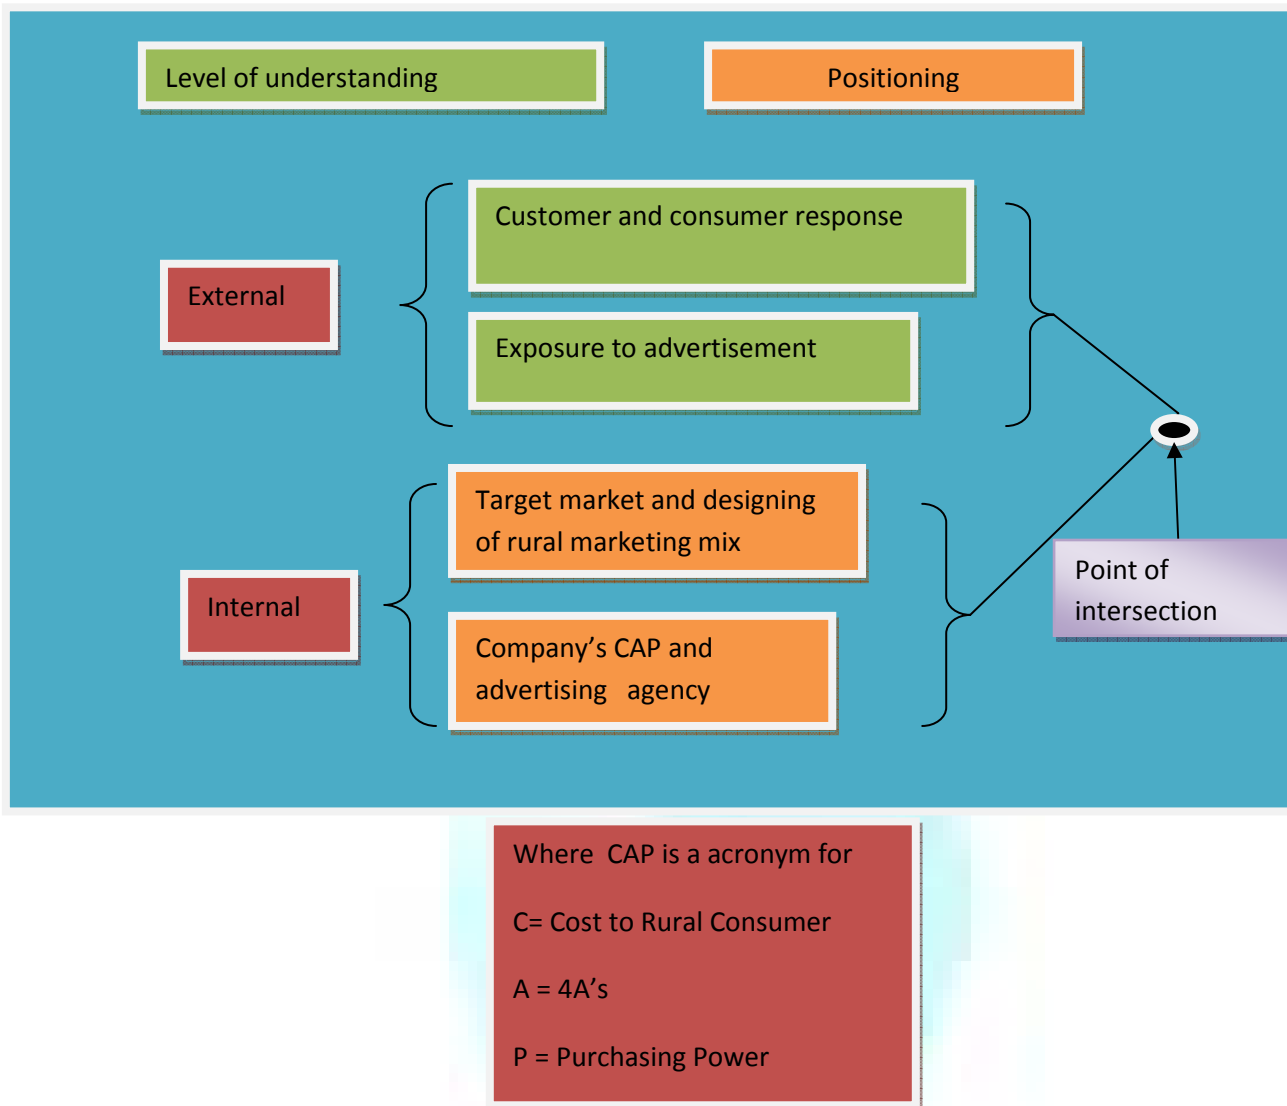 Level of understanding
Positioning
Customer and consumer response
External
Exposure to advertisement
Target market and designing
of rural marketing mix
Internal
Company’s CAP and
advertising agency
Point of
intersection
Where CAP is a acronym for
C= Cost to Rural Consumer
A = 4A’s
P = Purchasing Power